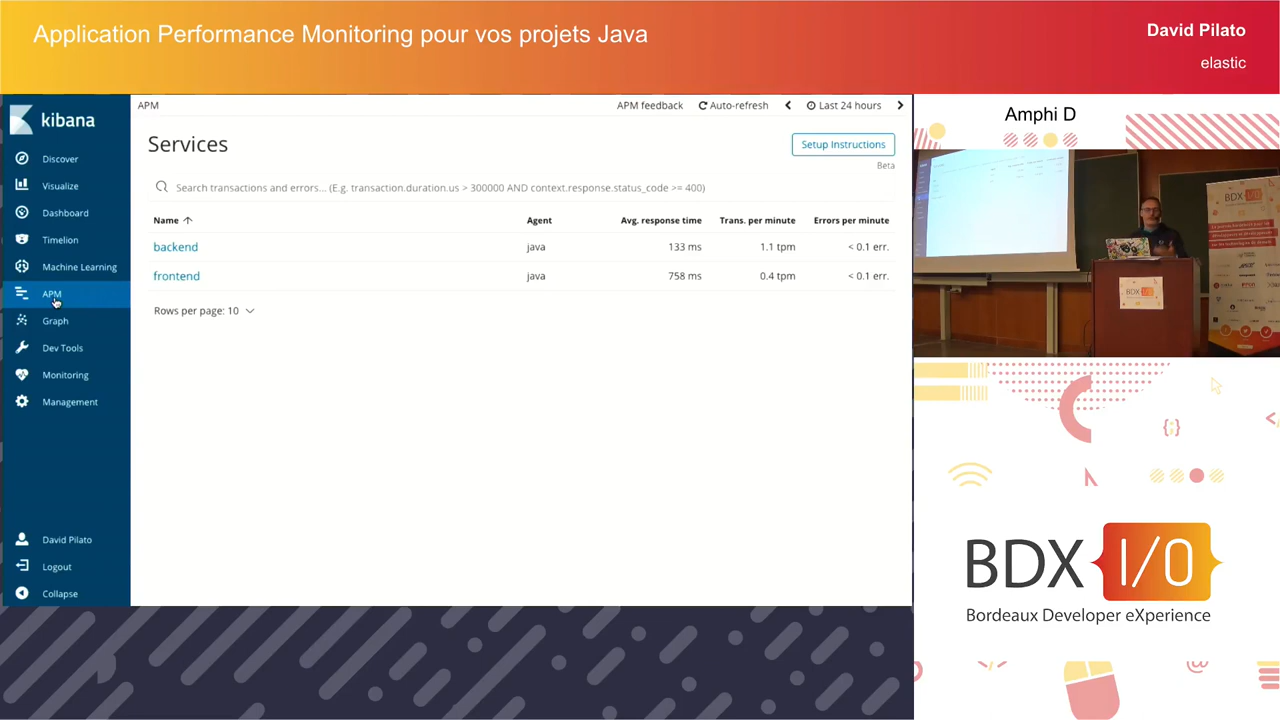 Application Performance Monitoring pour vos projets Java
David Pilato
elastic
kibana
Discover
Visualize
Dashboard
Timelion
Machine Learning
APM
Graph
Dev Tools
Monitoring
Management
David Pilato
Logout
Collapse
APM
APM feedback
Auto-refresh
Last 24 hours
Services
Setup Instructions
Beta
Search transactions and errors... (E.g. transaction.duration.us > 300000 AND context.response.status_code >= 400)
Name Agent Avg. response time Trans. per minute Errors per minute
backend java 133 ms 1.1 tpm < 0.1 err.
frontend java 758 ms 0.4 tpm < 0.1 err.
Rows per page: 10
Amphi D
BDX I/O
BDX I/O
BDX I/O
Bordeaux Developer eXperience